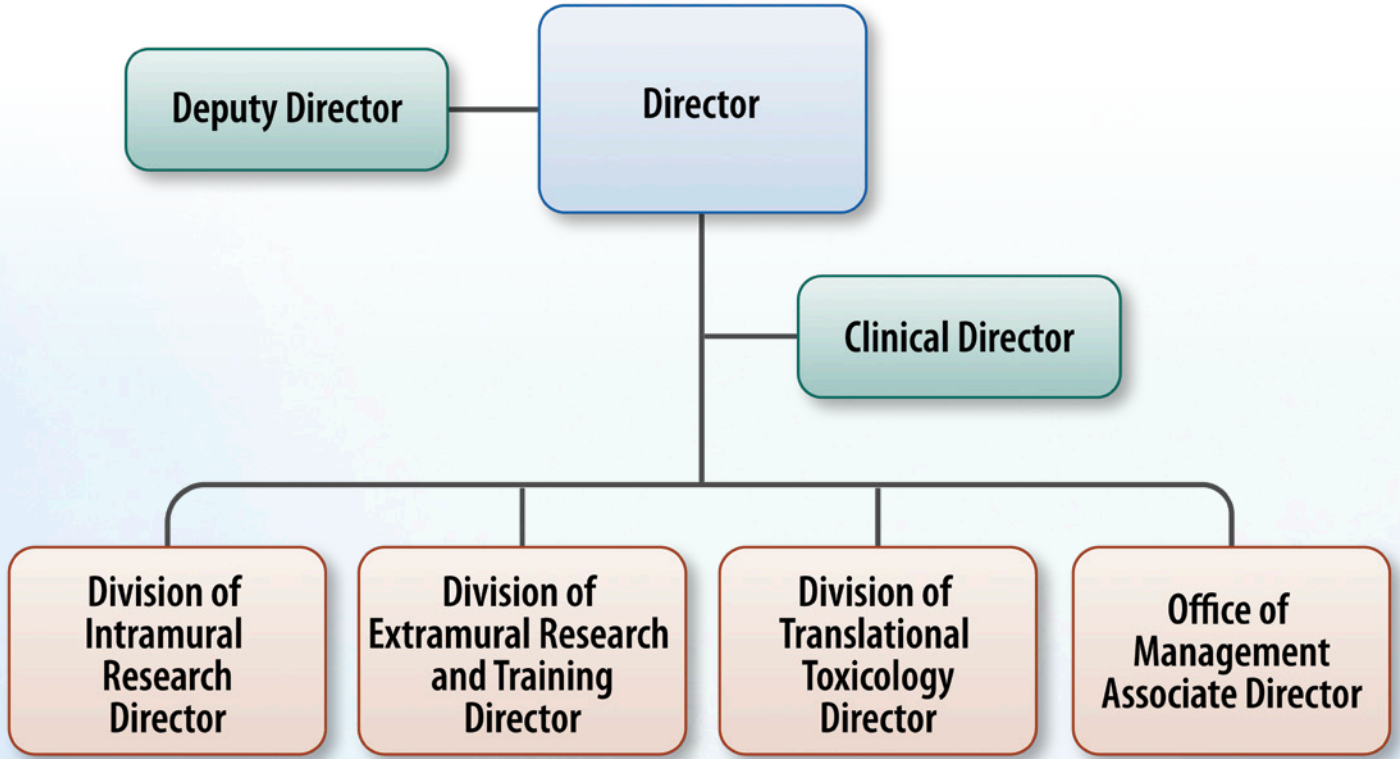 Deputy Director
Director
Clinical Director
Division of
Intramural
Research
Director
Division of
Extramural Research
and Training
Director
Division of
Translational
Toxicology
Director
Office of
Management
Associate Director